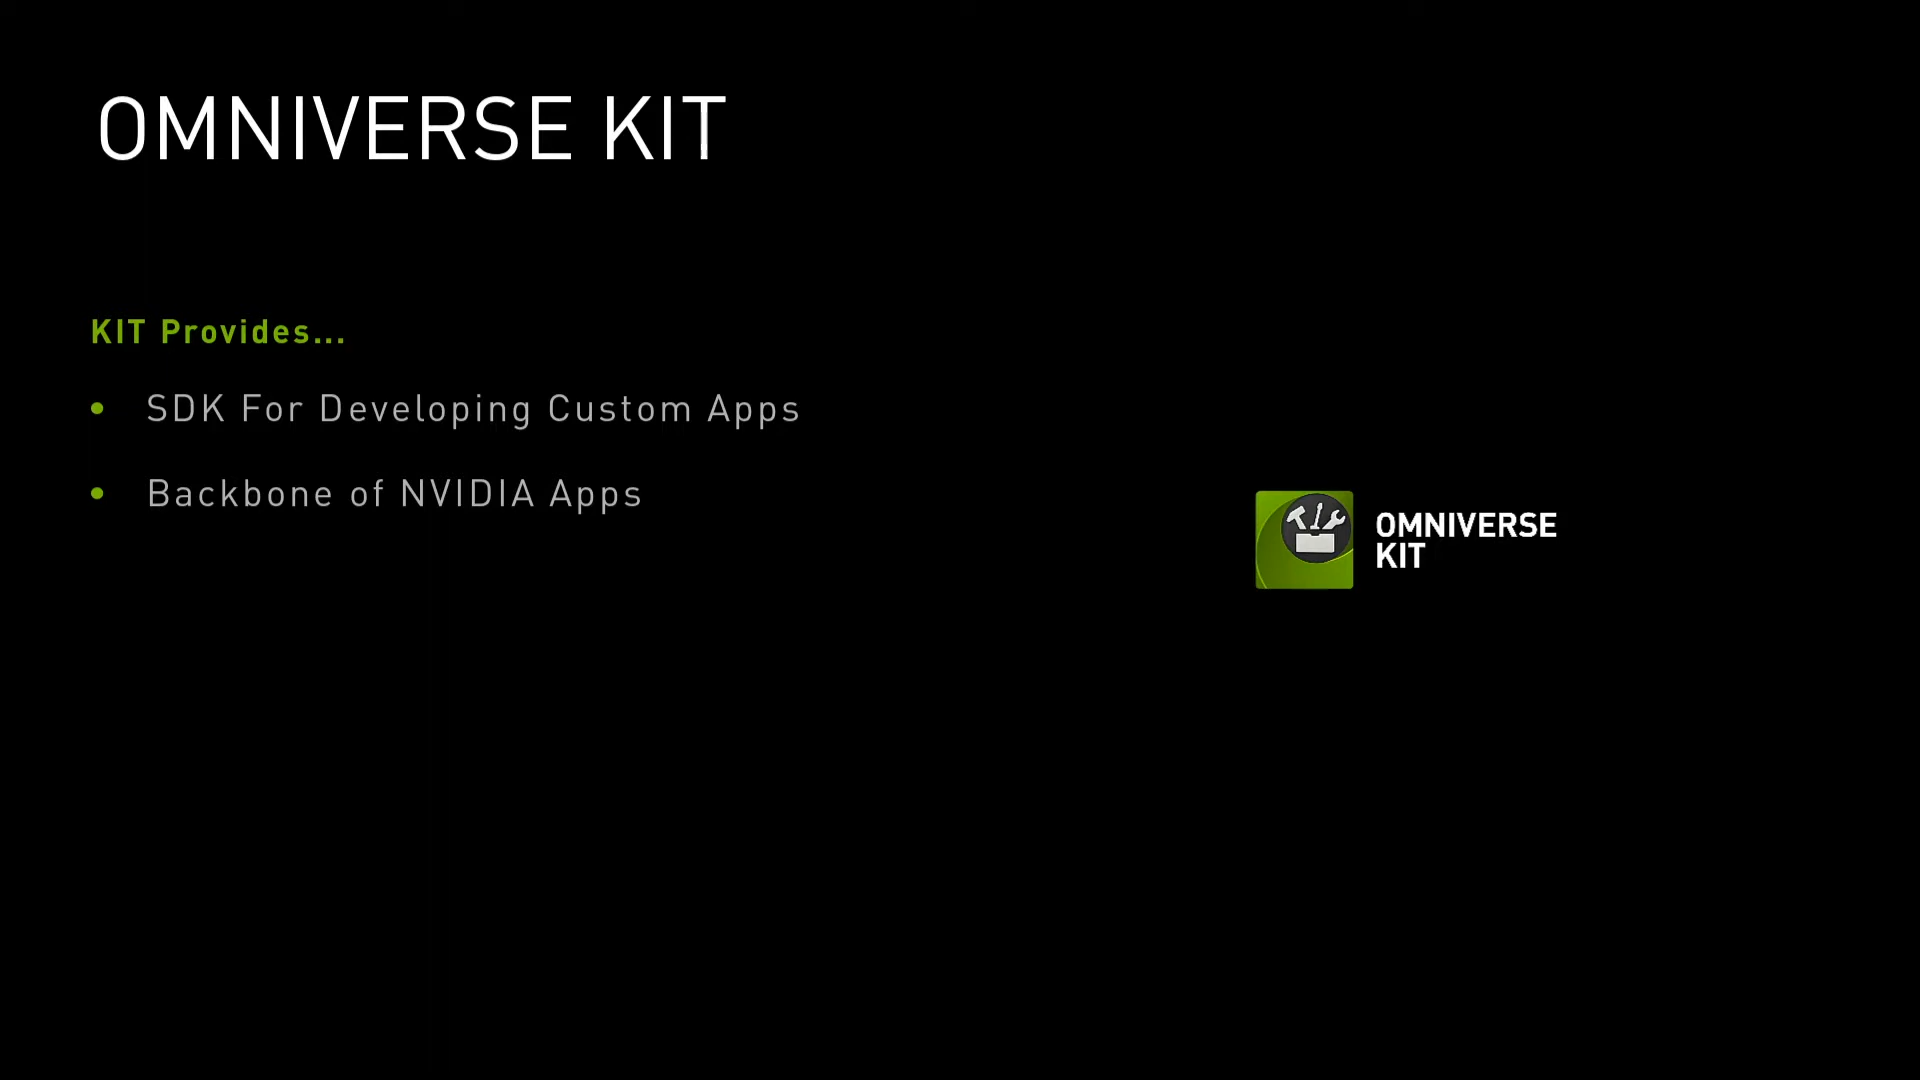 OMNIVERSE KIT
KIT Provides...
• SDK For Developing Custom Apps
• Backbone of NVIDIA Apps
OMNIVERSE
KIT